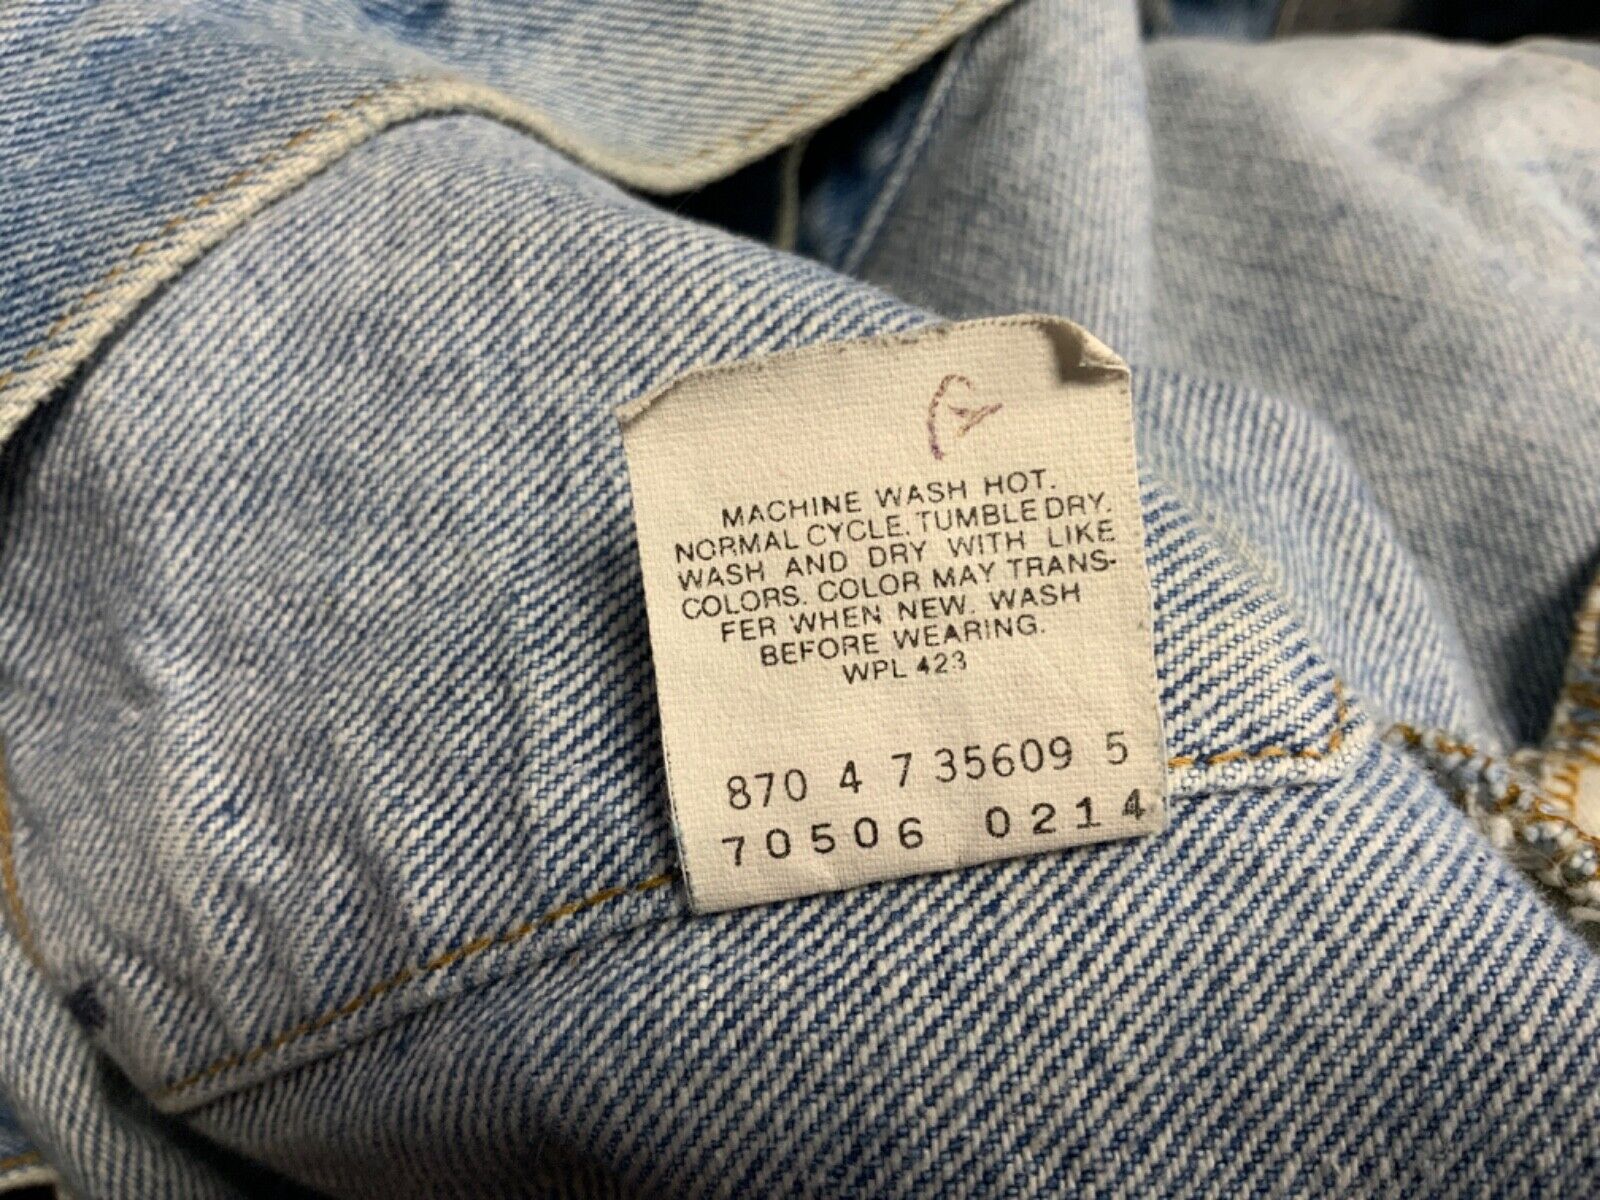 MACHINE WASH HOT.
NORMAL CYCLE. TUMBLE DRY.
WASH AND DRY WITH LIKE
COLORS. COLOR MAY TRANS-
FER WHEN NEW. WASH
BEFORE WEARING.
WPL 423
870 4 7 35609 5
70506 0214